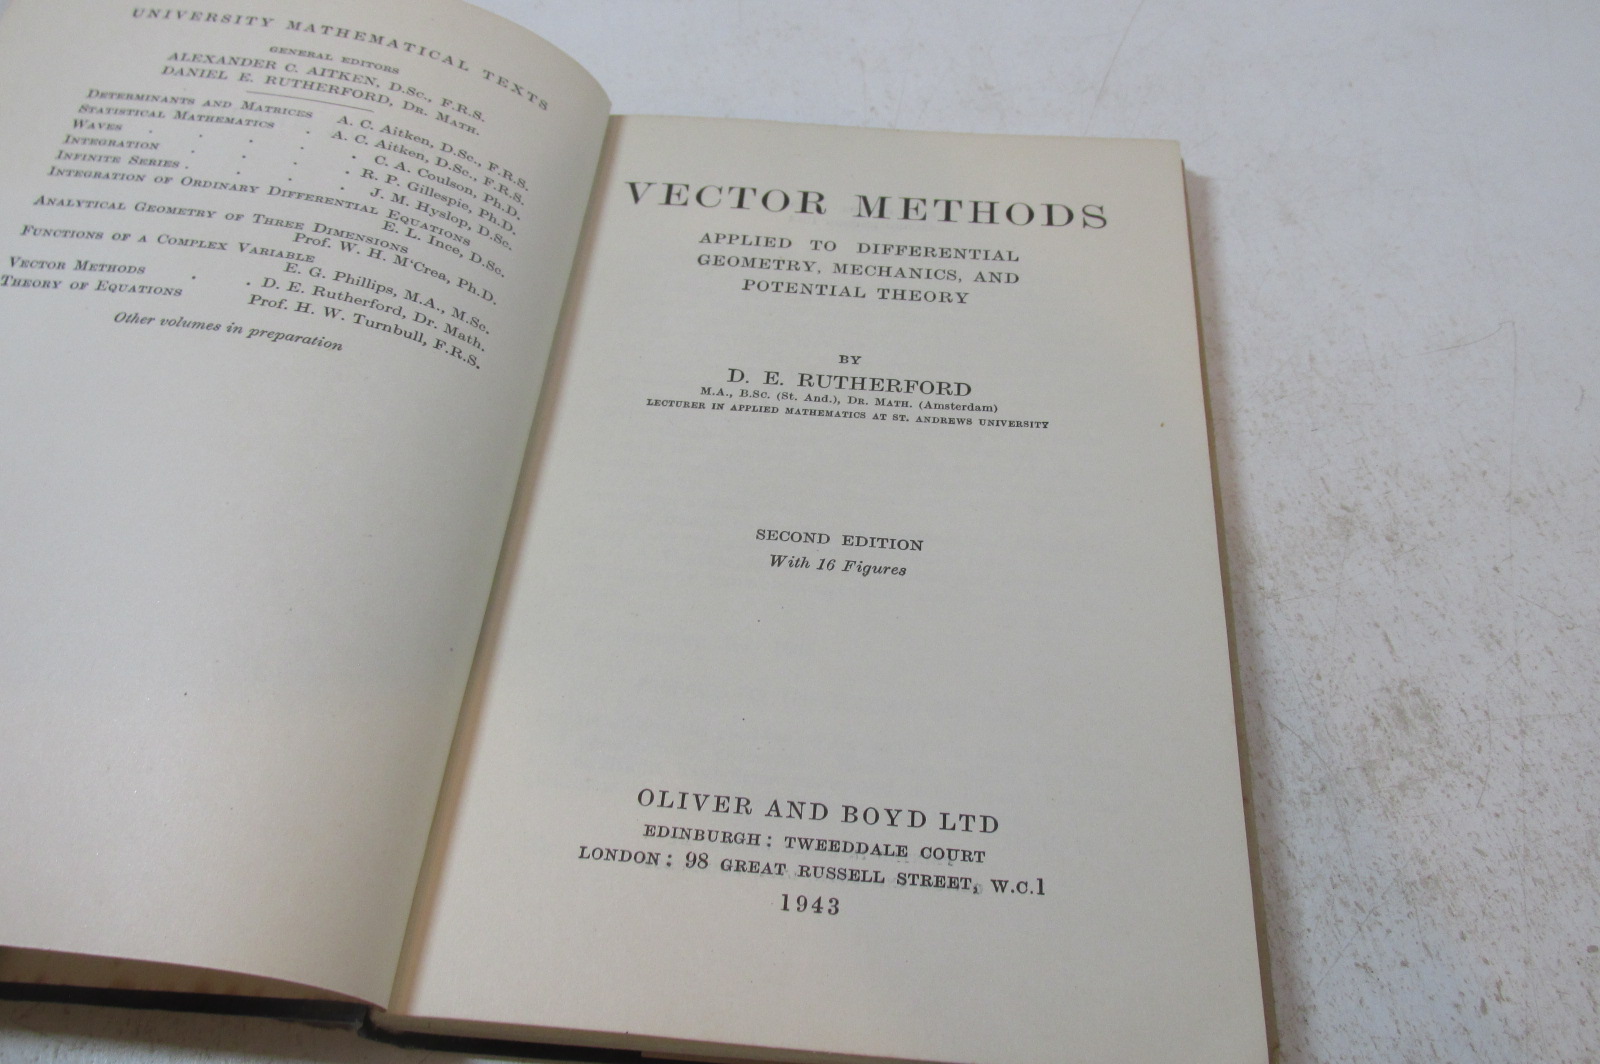 UNIVERSITY MATHEMATICAL TEXTS
GENERAL EDITORS
ALEXANDER C. AITKEN, D.Sc., F.R.S.
DANIEL E. RUTHERFORD, DR. MATH.
DETERMINANTS AND MATRICES A. C. Aitken, D.Sc., F.R.S.
STATISTICAL MATHEMATICS . A. C. Aitken, D.Sc., F.R.S.
WAVES . . . . . C. A. Coulson, Ph.D.
INTEGRATION . . . . R. P. Gillespie, Ph.D.
INFINITE SERIES . . . . J. M. Hyslop, D.Sc.
INTEGRATION OF ORDINARY DIFFERENTIAL EQUATIONS
E. L. Ince, D.Sc.
ANALYTICAL GEOMETRY OF THREE DIMENSIONS
Prof. W. H. M'Crea, Ph.D.
FUNCTIONS OF A COMPLEX VARIABLE
E. G. Phillips, M.A., M.Sc.
VECTOR METHODS . . D. E. Rutherford, Dr. Math.
THEORY OF EQUATIONS Prof. H. W. Turnbull, F.R.S.
Other volumes in preparation
VECTOR METHODS
APPLIED TO DIFFERENTIAL
GEOMETRY, MECHANICS, AND
POTENTIAL THEORY
BY
D. E. RUTHERFORD
M.A., B.SC. (St. And.), DR. MATH. (Amsterdam)
LECTURER IN APPLIED MATHEMATICS AT ST. ANDREWS UNIVERSITY
SECOND EDITION
With 16 Figures
OLIVER AND BOYD LTD
EDINBURGH: TWEEDDALE COURT
LONDON: 98 GREAT RUSSELL STREET, W.C.1
1943